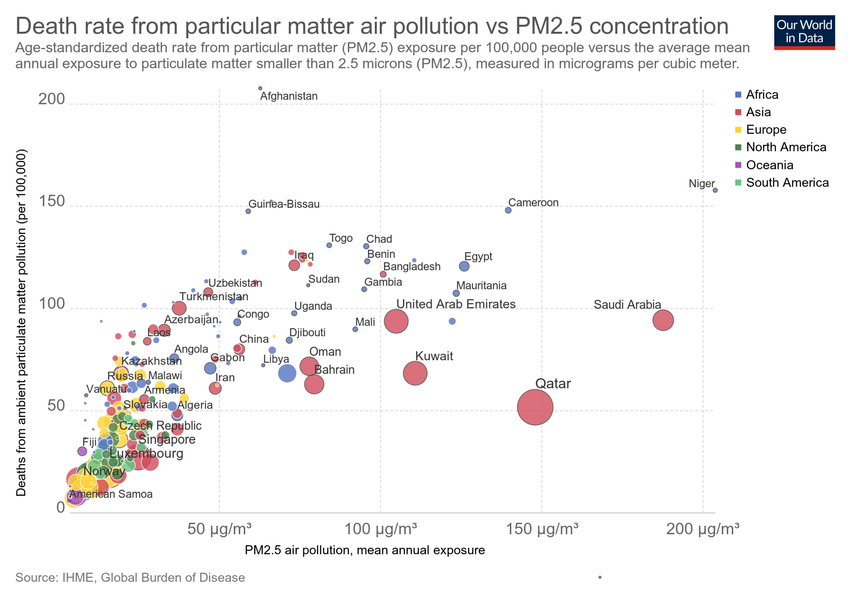 Death rate from particular matter air pollution vs PM2.5 concentration
Age-standardized death rate from particular matter (PM2.5) exposure per 100,000 people versus the average mean
annual exposure to particulate matter smaller than 2.5 microns (PM2.5), measured in micrograms per cubic meter.
Our World
in Data
Africa
Asia
Europe
North America
Oceania
South America
Deaths from ambient particulate matter pollution (per 100,000)
200
150
100
50
0
Afghanistan
Niger
Guinea-Bissau
Cameroon
Togo
Chad
Iraq
Benin
Egypt
Bangladesh
Uzbekistan
Sudan
Gambia
Mauritania
Turkmenistan
Uganda
United Arab Emirates
Saudi Arabia
Azerbaijan
Congo
Mali
Laos
China
Djibouti
Kazakhstan
Angola
Gabon
Libya
Oman
Kuwait
Russia
Malawi
Iran
Bahrain
Vanuatu
Armenia
Qatar
Slovakia
Algeria
Czech Republic
Fiji
Singapore
Luxembourg
Norway
American Samoa
50 µg/m³
100 µg/m³
150 µg/m³
200 µg/m³
PM2.5 air pollution, mean annual exposure
Source: IHME, Global Burden of Disease